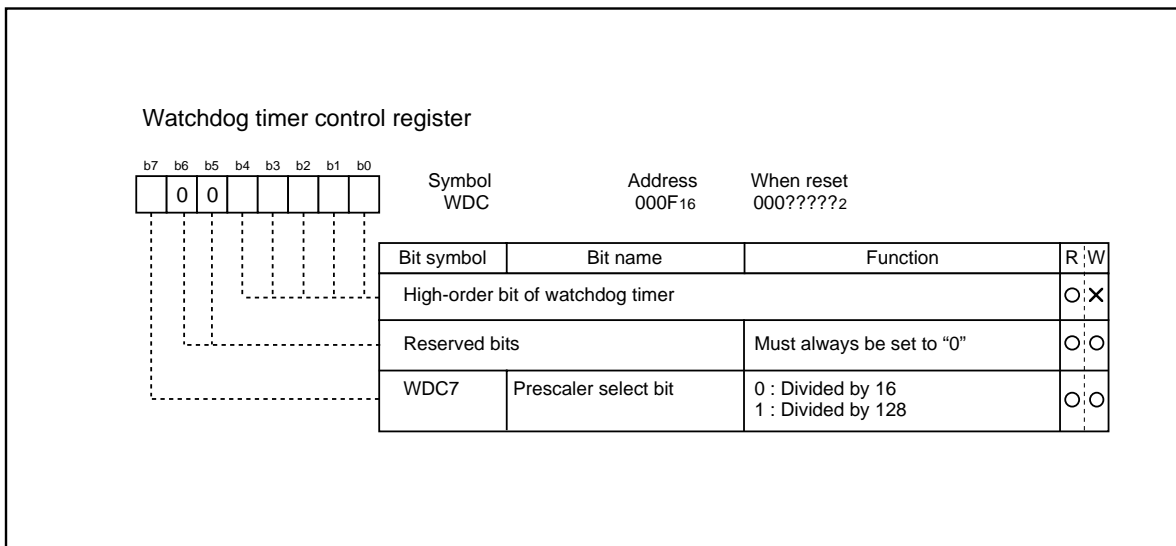 Watchdog timer control register
b7 b6 b5 b4 b3 b2 b1 b0
0 0
Symbol Address When reset
WDC 000F16 000?????2
Bit symbol Bit name Function R W
High-order bit of watchdog timer
Reserved bits Must always be set to “0”
WDC7 Prescaler select bit 0 : Divided by 16
1 : Divided by 128